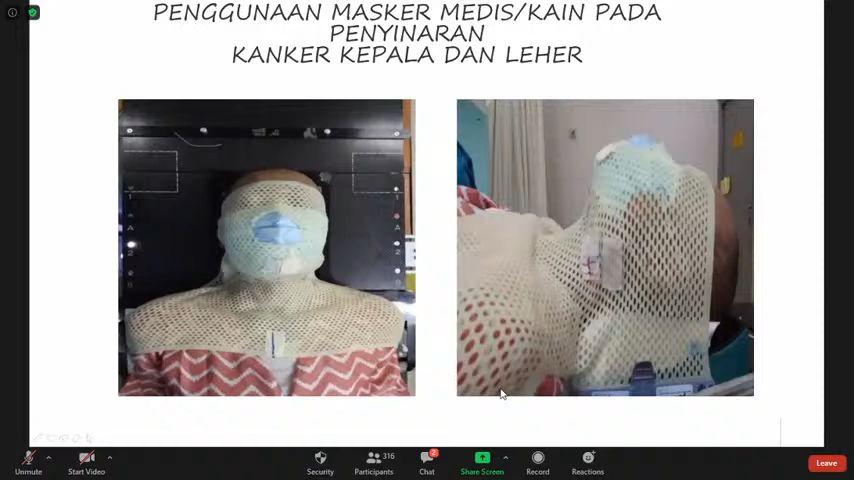 PENGGUNAAN MASKER MEDIS/KAIN PADA
PENYINARAN
KANKER KEPALA DAN LEHER
Unmute
Start Video
Security
Participants
316
Chat
2
Share Screen
Record
Reactions
Leave